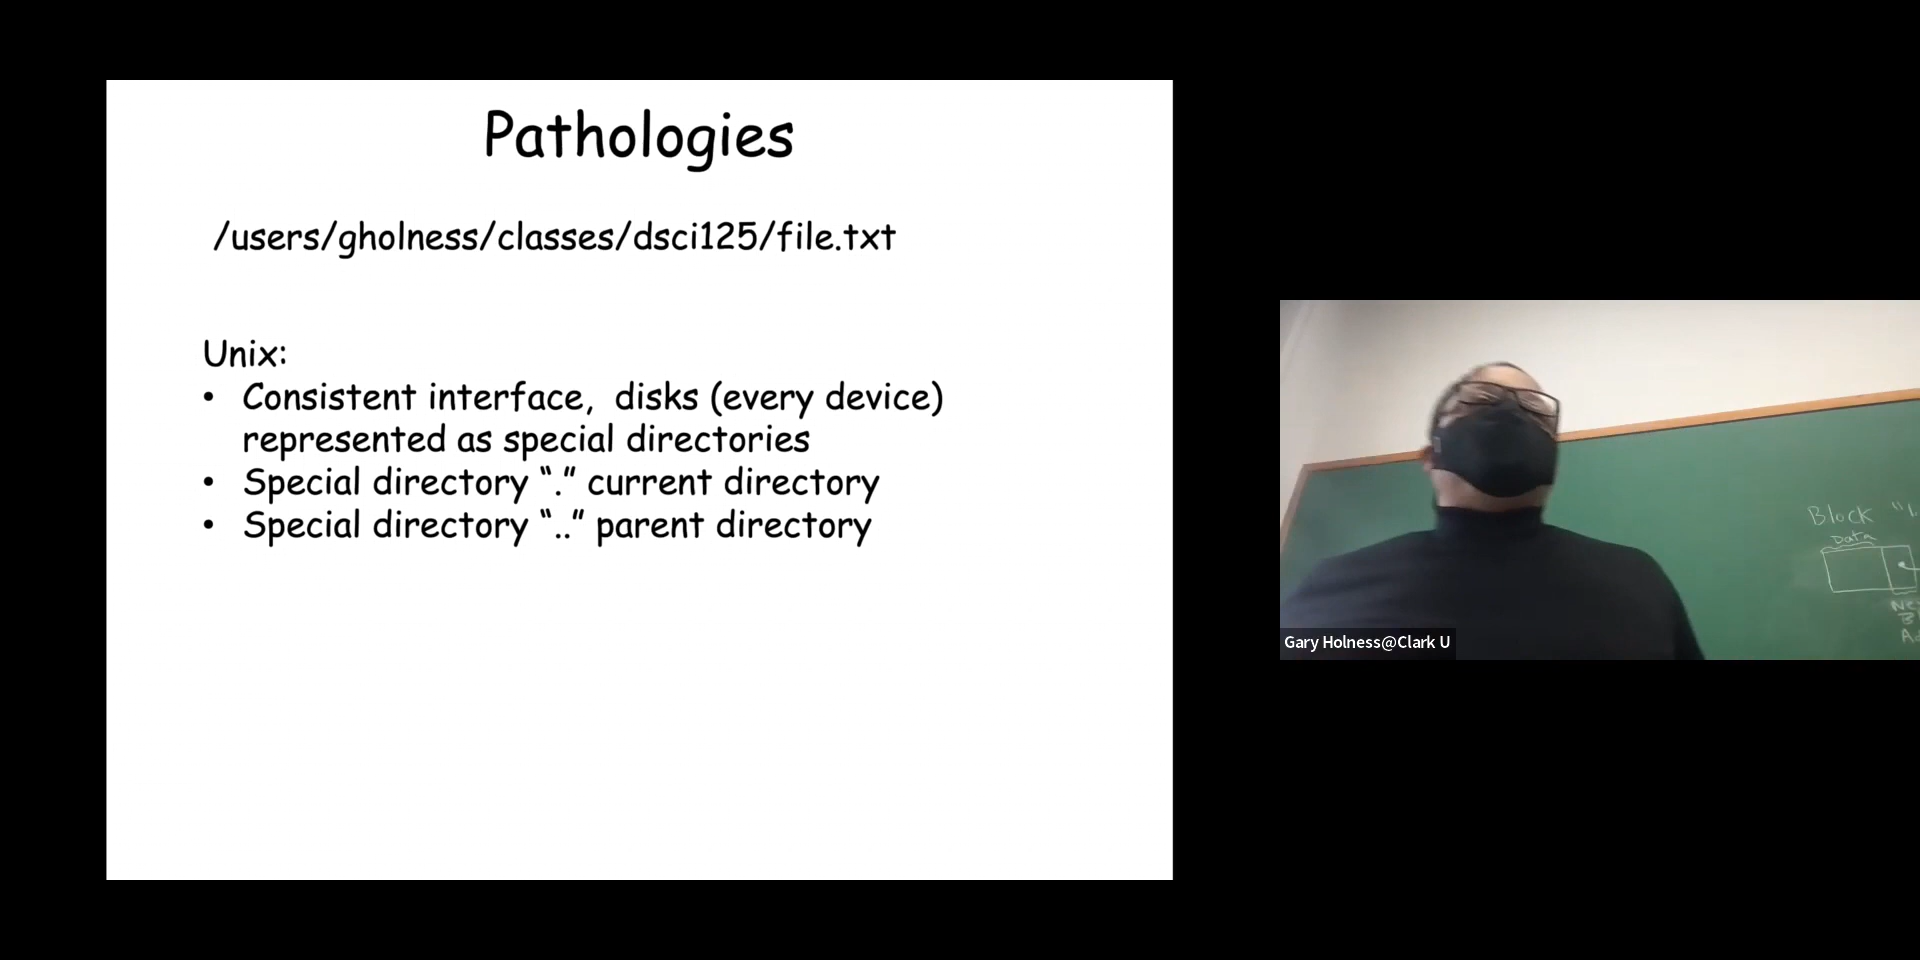 Pathologies
/users/gholness/classes/dsci125/file.txt
Unix:
• Consistent interface,  disks (every device)
represented as special directories
• Special directory “.” current directory
• Special directory “..” parent directory
Block
Data
Gary Holness@Clark U